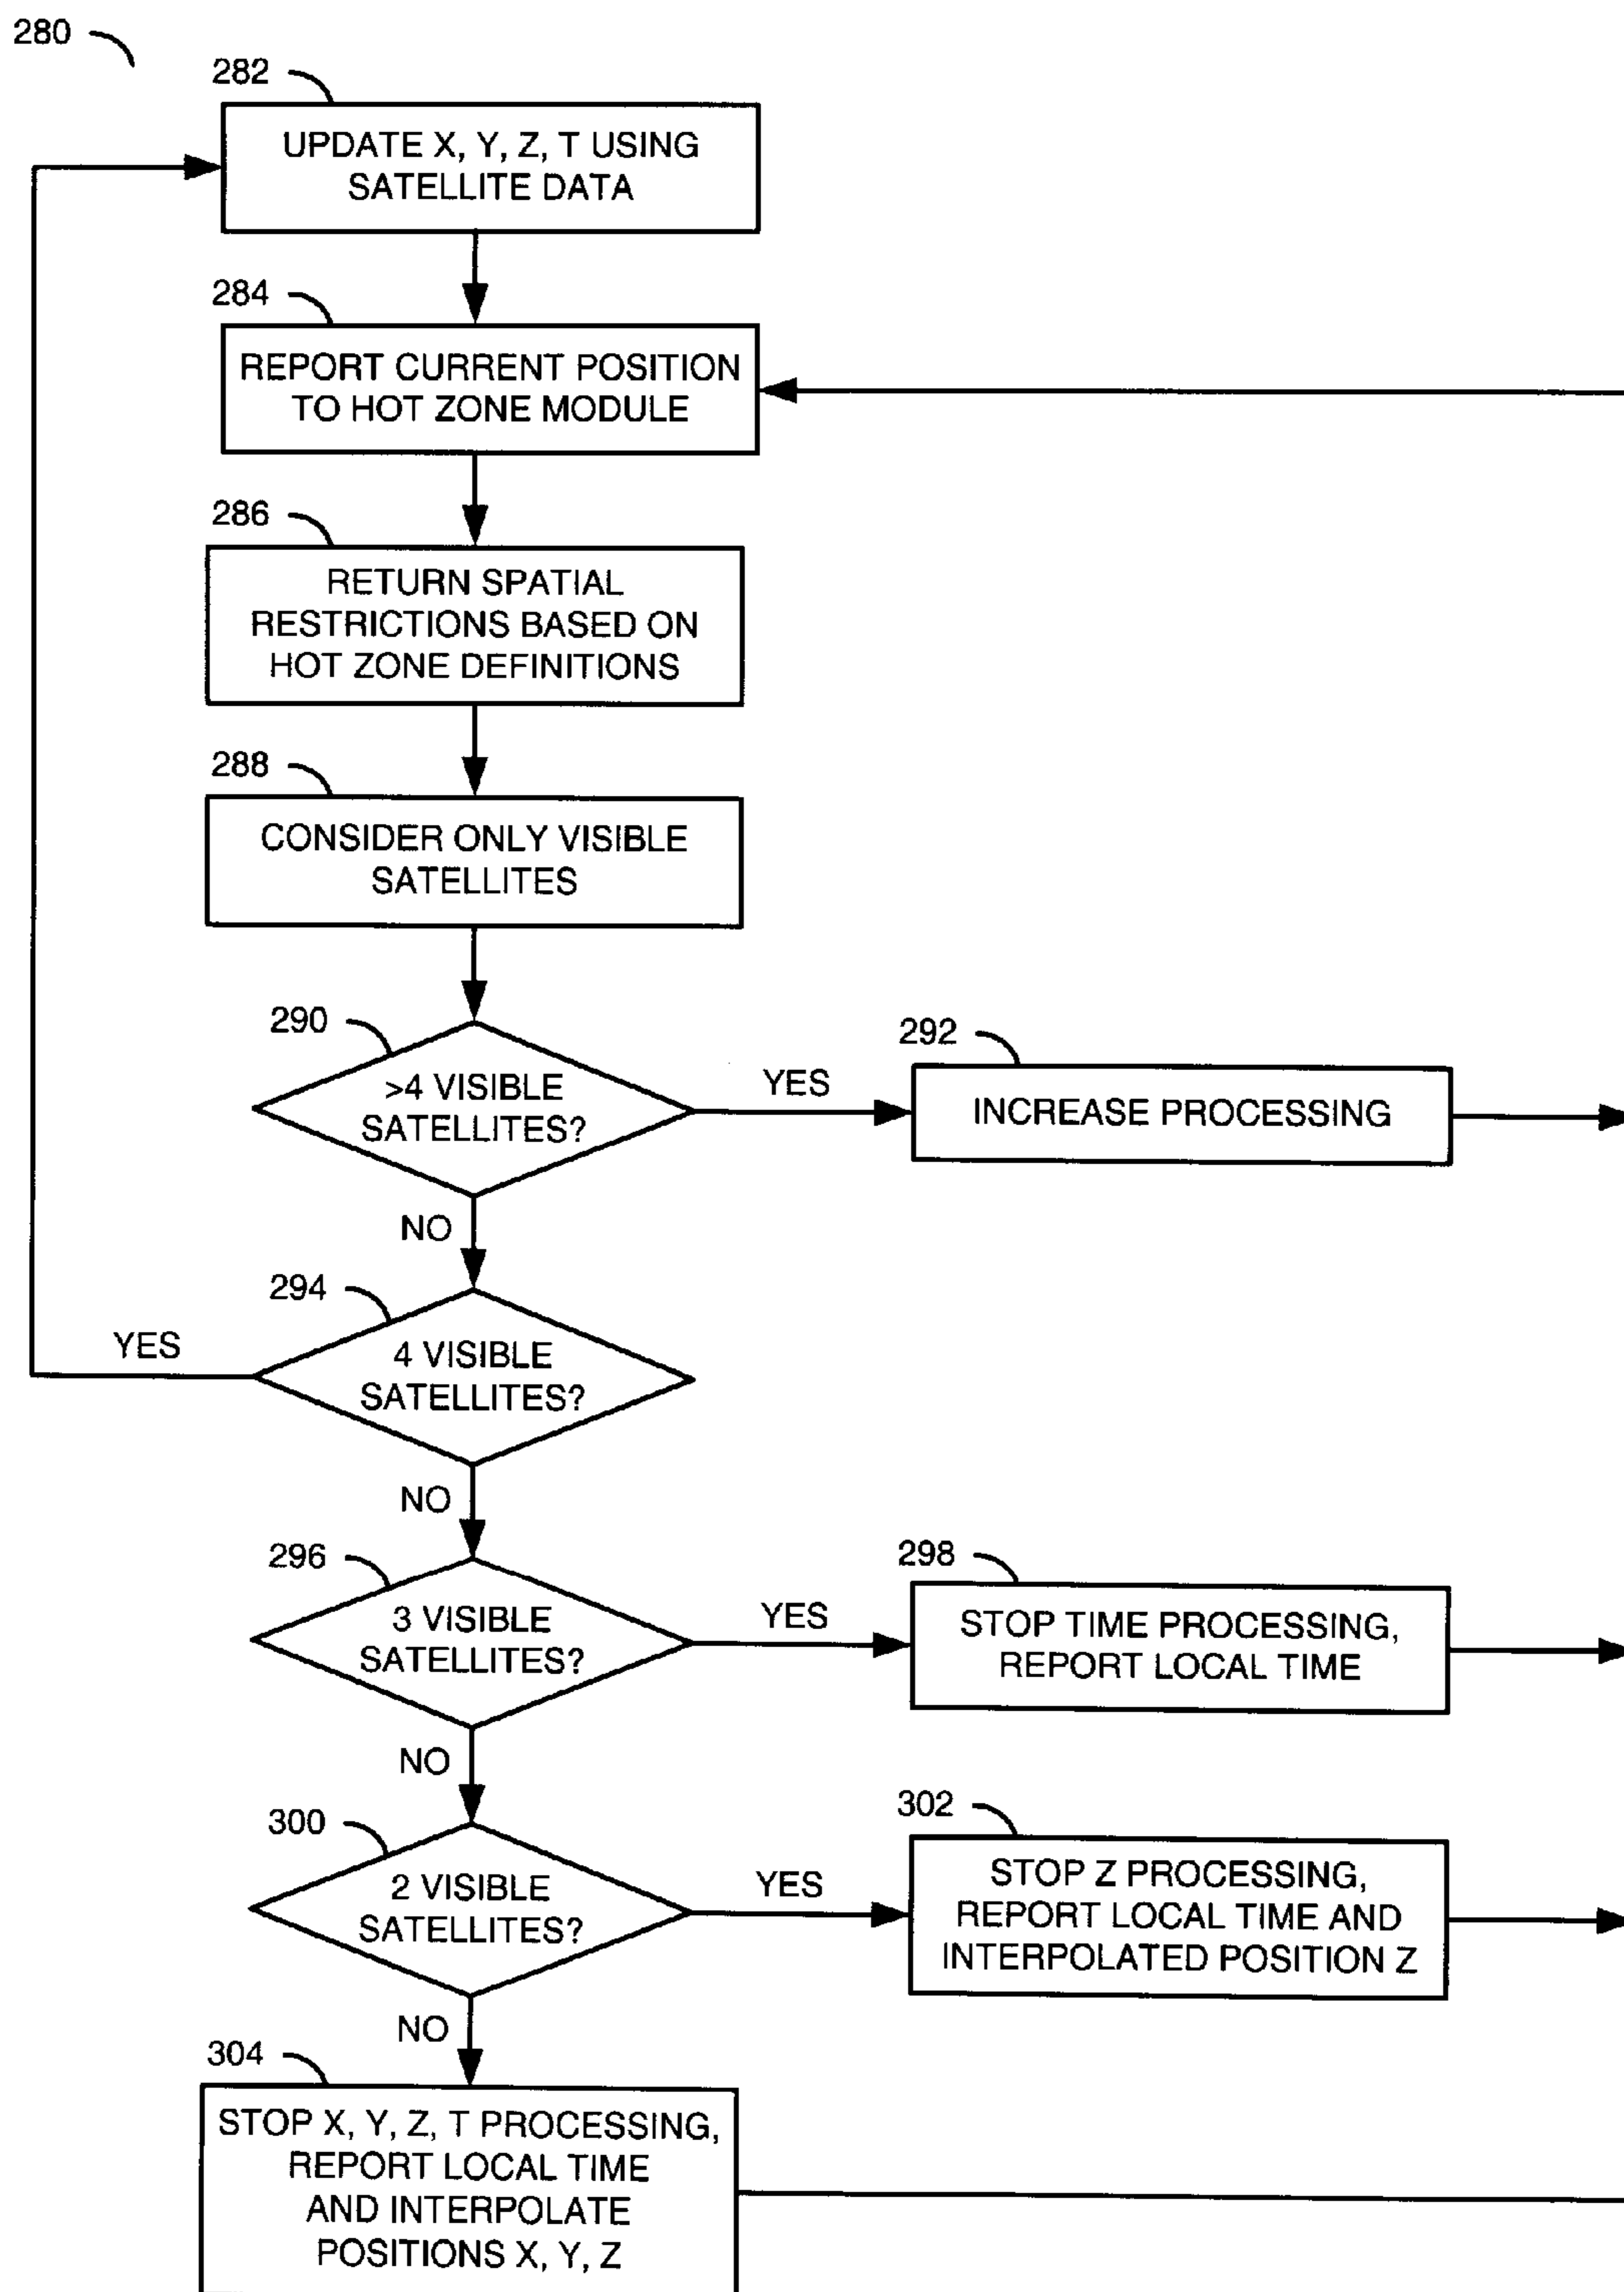 280
282
UPDATE X, Y, Z, T USING
SATELLITE DATA
284
REPORT CURRENT POSITION
TO HOT ZONE MODULE
286
RETURN SPATIAL
RESTRICTIONS BASED ON
HOT ZONE DEFINITIONS
288
CONSIDER ONLY VISIBLE
SATELLITES
290
>4 VISIBLE
SATELLITES?
YES
292
INCREASE PROCESSING
NO
294
4 VISIBLE
SATELLITES?
YES
NO
296
3 VISIBLE
SATELLITES?
YES
298
STOP TIME PROCESSING,
REPORT LOCAL TIME
NO
300
2 VISIBLE
SATELLITES?
YES
302
STOP Z PROCESSING,
REPORT LOCAL TIME AND
INTERPOLATED POSITION Z
NO
304
STOP X, Y, Z, T PROCESSING,
REPORT LOCAL TIME
AND INTERPOLATE
POSITIONS X, Y, Z